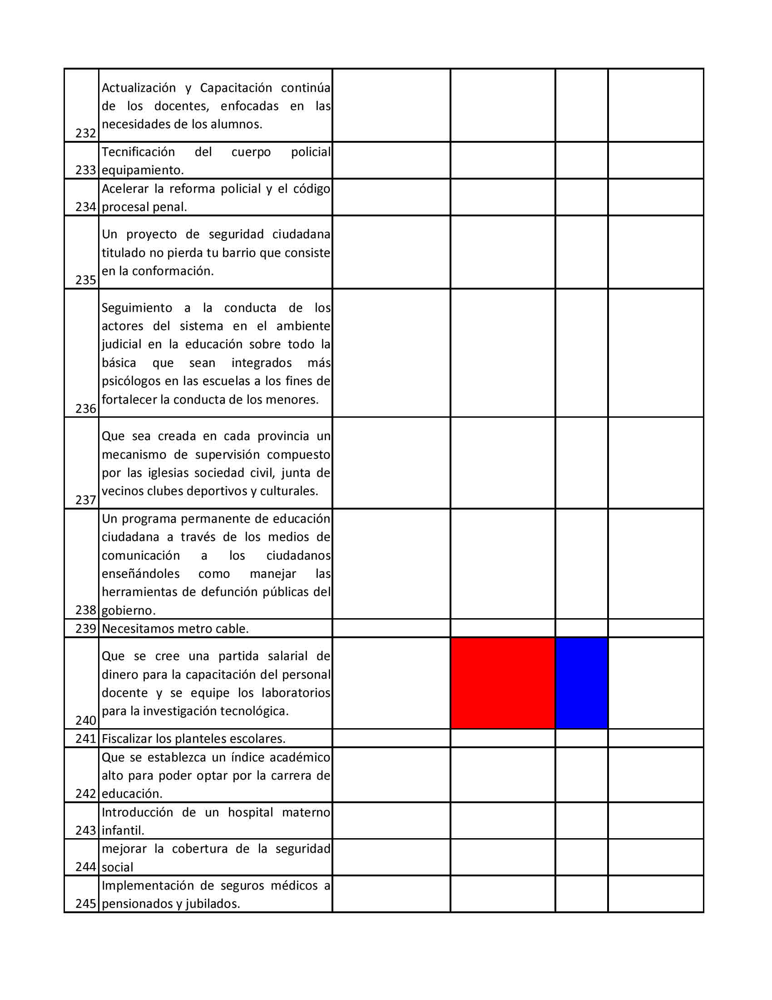 Actualización y Capacitación continúa
de los docentes, enfocadas en las
necesidades de los alumnos.
232
Tecnificación del cuerpo policial
233 equipamiento.
Acelerar la reforma policial y el código
234 procesal penal.
Un proyecto de seguridad ciudadana
titulado no pierda tu barrio que consiste
en la conformación.
235
Seguimiento a la conducta de los
actores del sistema en el ambiente
judicial en la educación sobre todo la
básica que sean integrados más
psicólogos en las escuelas a los fines de
fortalecer la conducta de los menores.
236
Que sea creada en cada provincia un
mecanismo de supervisión compuesto
por las iglesias sociedad civil, junta de
vecinos clubes deportivos y culturales.
237
Un programa permanente de educación
ciudadana a través de los medios de
comunicación a los ciudadanos
enseñándoles como manejar las
herramientas de defunción públicas del
238 gobierno.
239 Necesitamos metro cable.
Que se cree una partida salarial de
dinero para la capacitación del personal
docente y se equipe los laboratorios
para la investigación tecnológica.
240
241 Fiscalizar los planteles escolares.
Que se establezca un índice académico
alto para poder optar por la carrera de
242 educación.
Introducción de un hospital materno
243 infantil.
mejorar la cobertura de la seguridad
244 social
Implementación de seguros médicos a
245 pensionados y jubilados.